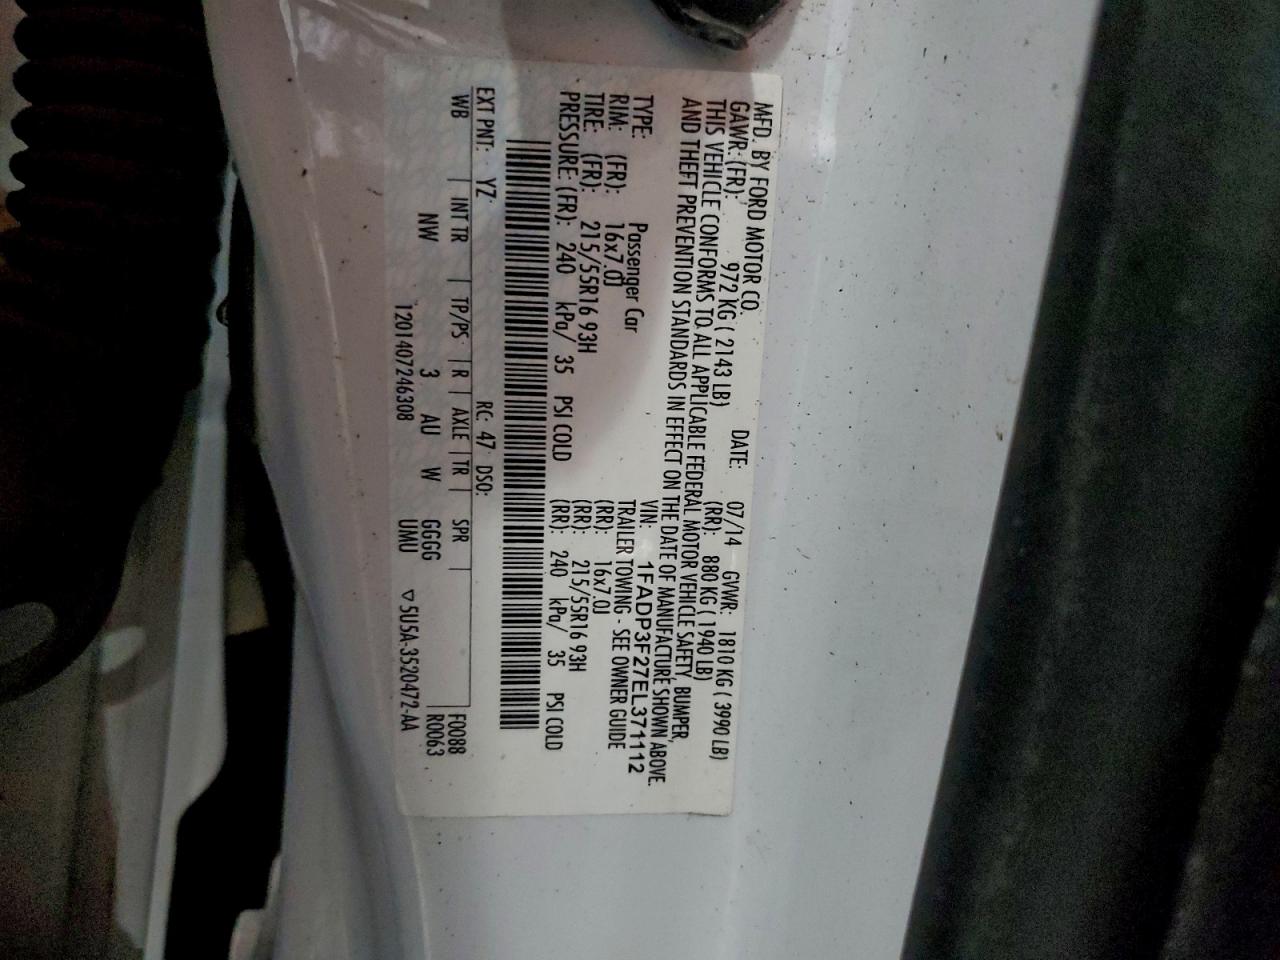 MFD. BY FORD MOTOR CO.
DATE: 07/14 GVWR: 1810 KG ( 3990 LB)
GAWR: (FR): 972 KG ( 2143 LB) (RR): 880 KG ( 1940 LB)
THIS VEHICLE CONFORMS TO ALL APPLICABLE FEDERAL MOTOR VEHICLE SAFETY, BUMPER,
AND THEFT PREVENTION STANDARDS IN EFFECT ON THE DATE OF MANUFACTURE SHOWN ABOVE.
VIN: 1FADP3F27EL371112
TYPE: Passenger Car TRAILER TOWING - SEE OWNER GUIDE
RIM: (FR): 16x7.0J (RR): 16x7.0J
TIRE: (FR): 215/55R16 93H (RR): 215/55R16 93H
PRESSURE: (FR): 240 kPa/ 35 PSI COLD (RR): 240 kPa/ 35 PSI COLD
EXT PNT: YZ RC: 47 DSO:
WB INT TR TP/PS R AXLE TR SPR F0088
NW 3 AU W GGGG R0063
1201407246308 UMU ▽5U5A-3520472-AA